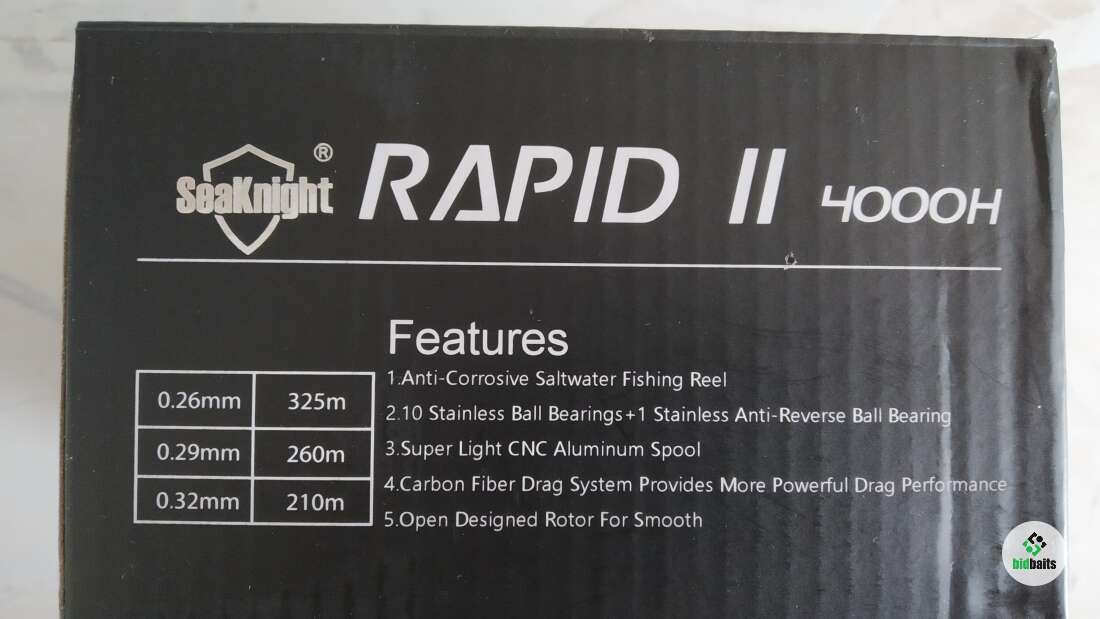 SeaKnight ® RAPID II 4000H
Features
0.26mm 325m
0.29mm 260m
0.32mm 210m
1.Anti-Corrosive Saltwater Fishing Reel
2.10 Stainless Ball Bearings+1 Stainless Anti-Reverse Ball Bearing
3.Super Light CNC Aluminum Spool
4.Carbon Fiber Drag System Provides More Powerful Drag Performance
5.Open Designed Rotor For Smooth
bidbaits